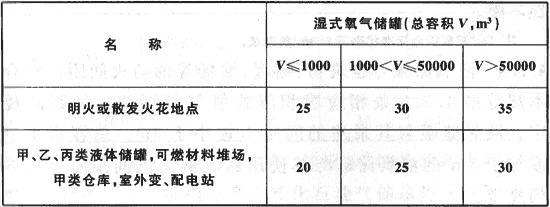 名 称
湿式氧气储罐(总容积 V,m³)
V≤1000
1000<V≤50000
V>50000
明火或散发火花地点
25
30
35
甲、乙、丙类液体储罐,可燃材料堆场,
甲类仓库,室外变、配电站
20
25
30